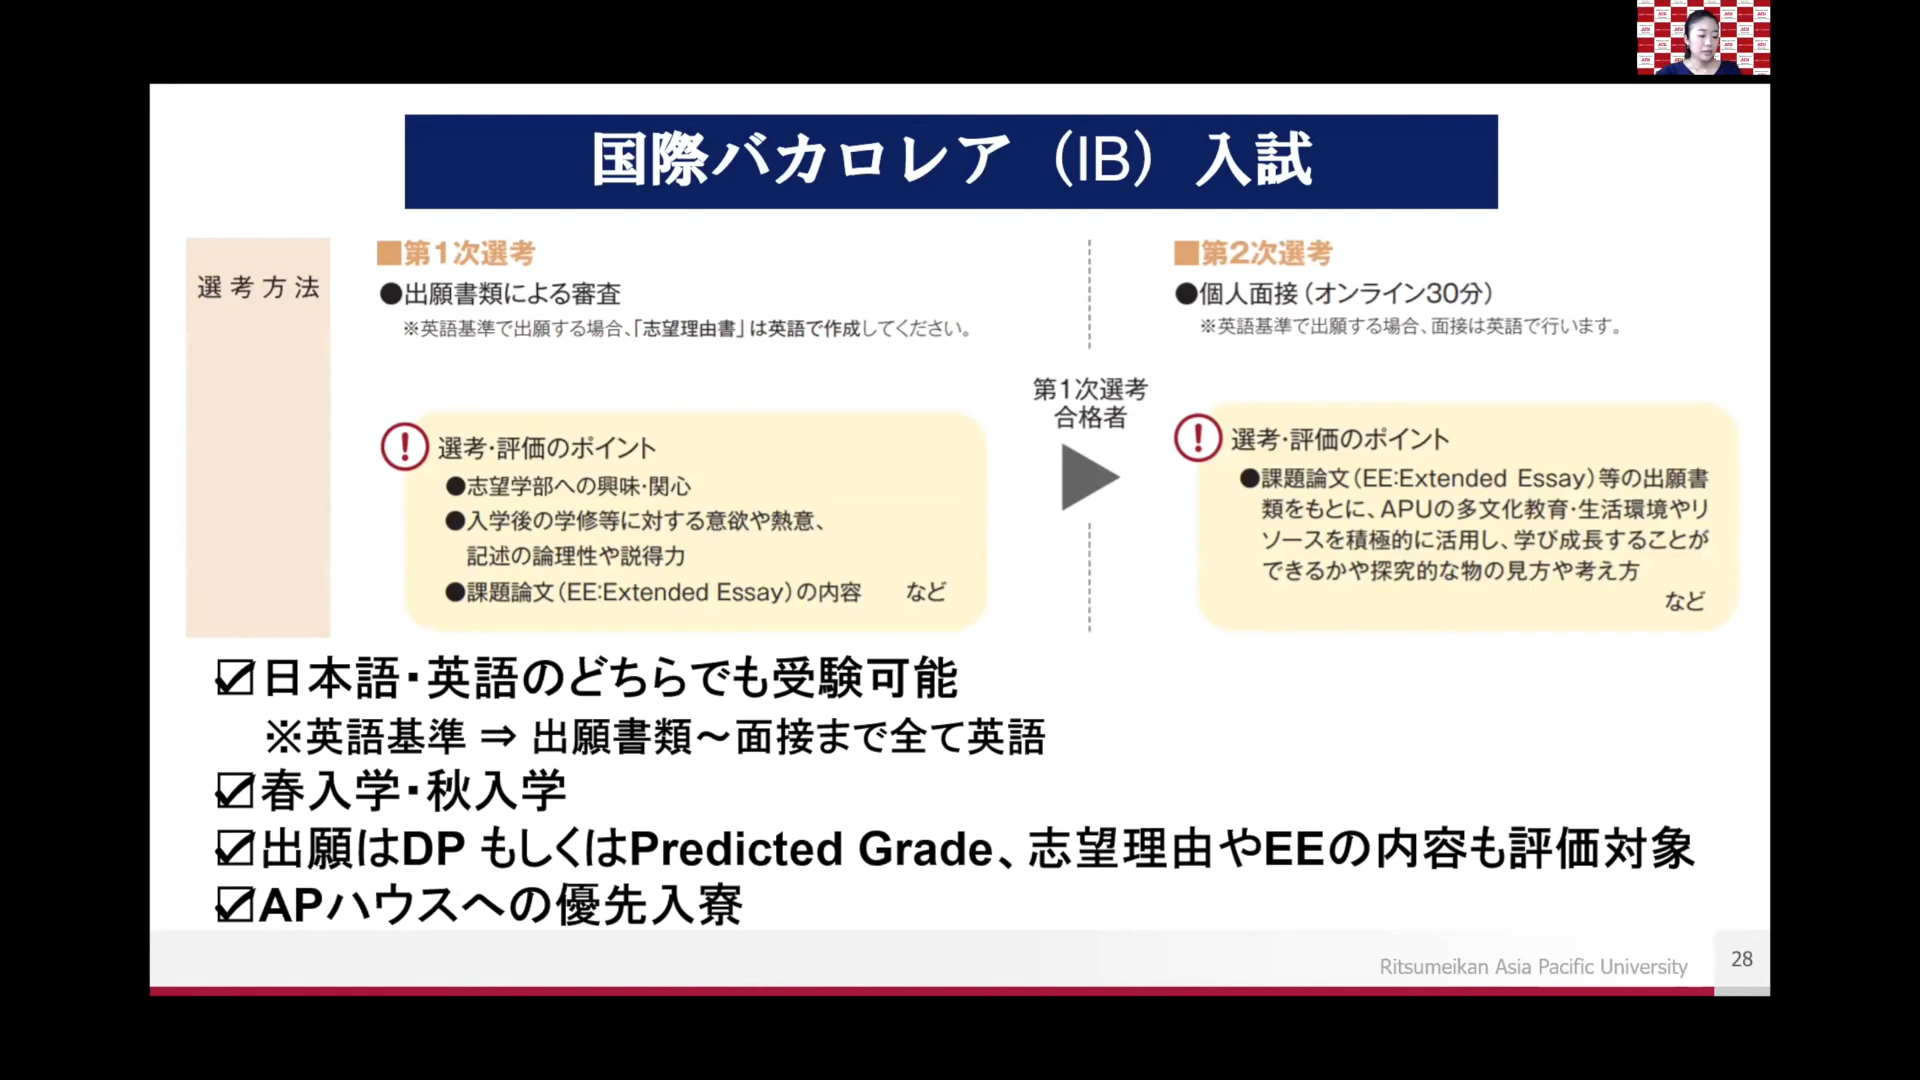 国際バカロレア（IB）入試
選考方法
■第1次選考
●出願書類による審査
※英語基準で出願する場合、「志望理由書」は英語で作成してください。
選考・評価のポイント
●志望学部への興味・関心
●入学後の学修等に対する意欲や熱意、
記述の論理性や説得力
●課題論文（EE:Extended Essay）の内容　など
第1次選考
合格者
■第2次選考
●個人面接（オンライン30分）
※英語基準で出願する場合、面接は英語で行います。
選考・評価のポイント
●課題論文（EE:Extended Essay）等の出願書
類をもとに、APUの多文化教育・生活環境やリ
ソースを積極的に活用し、学び成長することが
できるかや探究的な物の見方や考え方
など
☑日本語・英語のどちらでも受験可能
※英語基準 ⇒ 出願書類～面接まで全て英語
☑春入学・秋入学
☑出願はDP もしくはPredicted Grade、志望理由やEEの内容も評価対象
☑APハウスへの優先入寮
Ritsumeikan Asia Pacific University
28